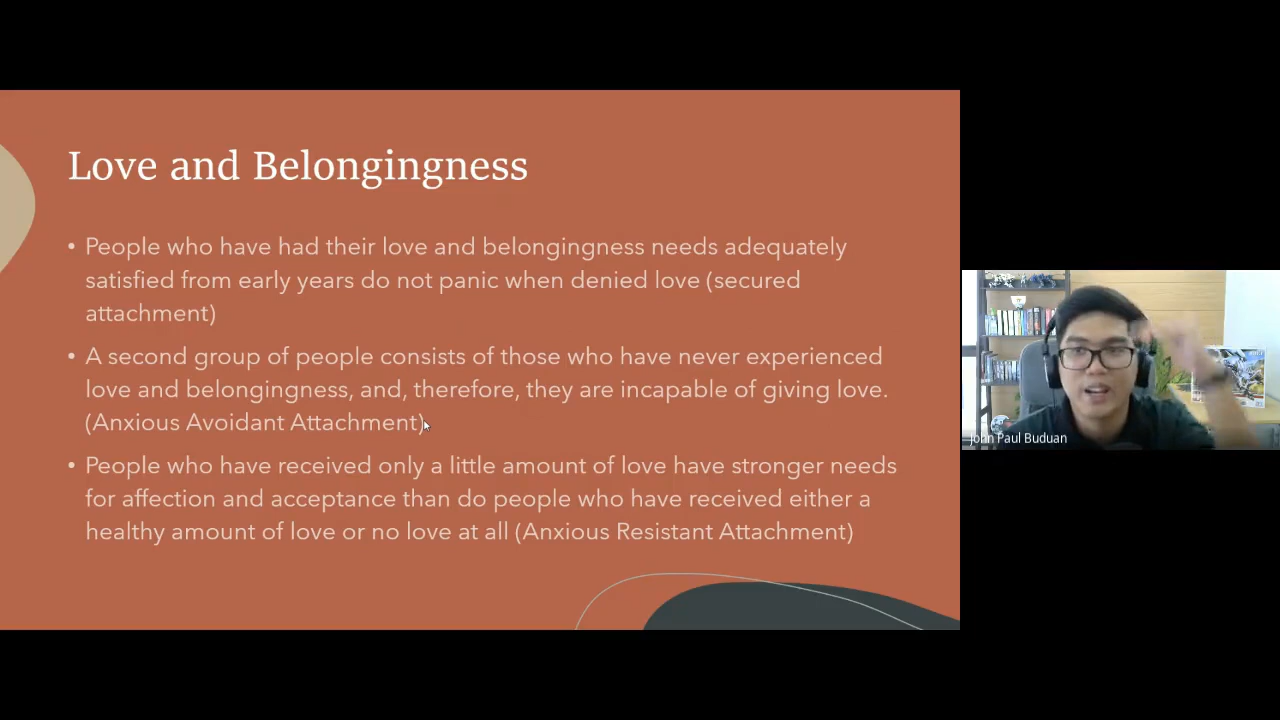 Love and Belongingness
• People who have had their love and belongingness needs adequately
satisfied from early years do not panic when denied love (secured
attachment)
• A second group of people consists of those who have never experienced
love and belongingness, and, therefore, they are incapable of giving love.
(Anxious Avoidant Attachment)
• People who have received only a little amount of love have stronger needs
for affection and acceptance than do people who have received either a
healthy amount of love or no love at all (Anxious Resistant Attachment)
John Paul Buduan